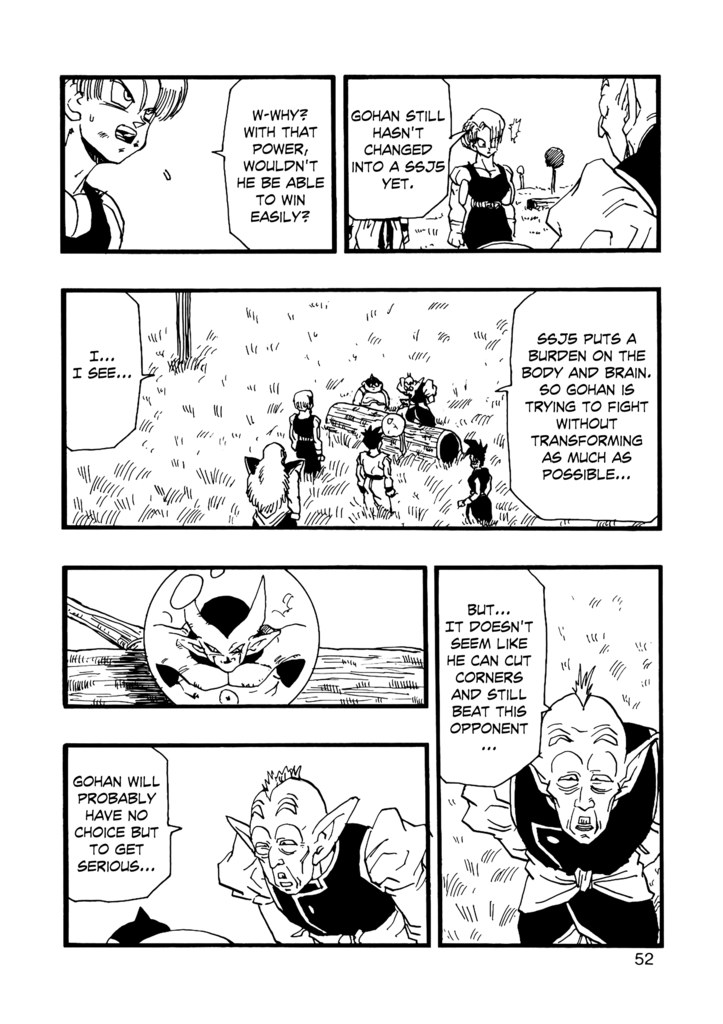 GOHAN STILL
HASN'T
CHANGED
INTO A SSJ5
YET.
W-WHY?
WITH THAT
POWER,
WOULDN'T
HE BE ABLE
TO WIN
EASILY?
SSJ5 PUTS A
BURDEN ON THE
BODY AND BRAIN.
SO GOHAN IS
TRYING TO FIGHT
WITHOUT
TRANSFORMING
AS MUCH AS
POSSIBLE...
I...
I SEE...
BUT...
IT DOESN'T
SEEM LIKE
HE CAN CUT
CORNERS
AND STILL
BEAT THIS
OPPONENT
...
GOHAN WILL
PROBABLY
HAVE NO
CHOICE BUT
TO GET
SERIOUS...
52